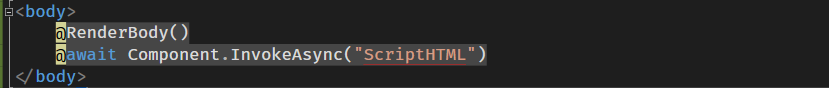 <body>
@RenderBody()
@await Component.InvokeAsync("ScriptHTML")
</body>